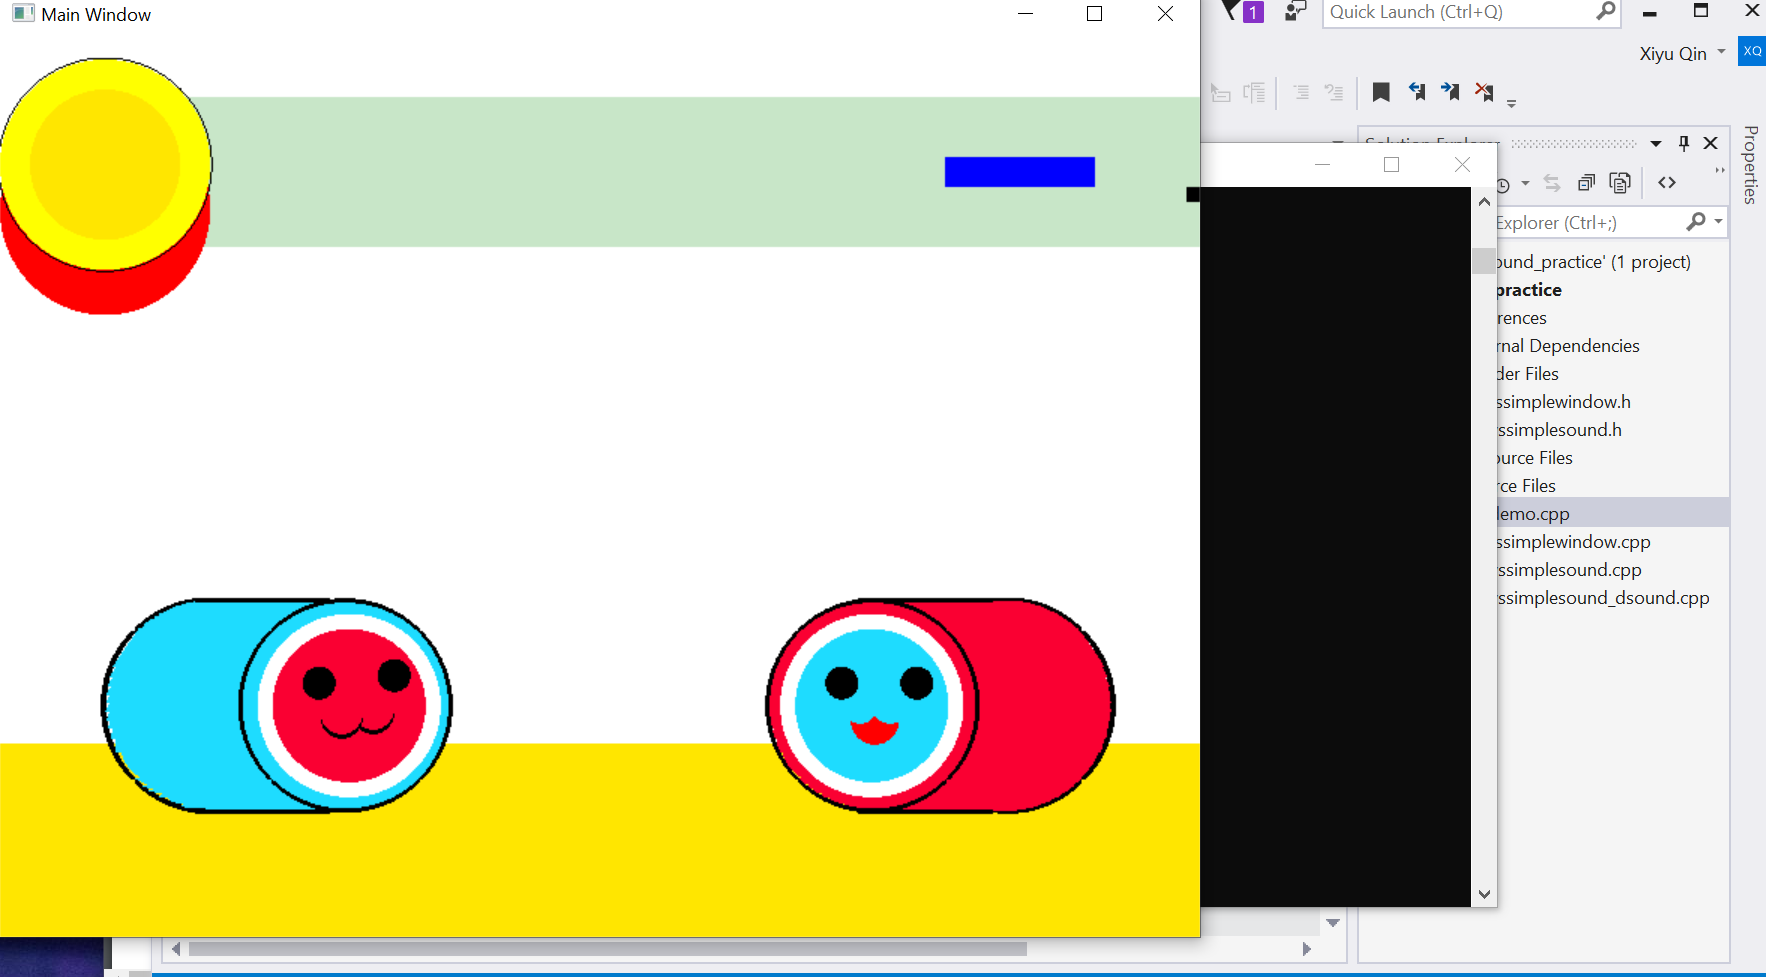 Main Window
1
Quick Launch (Ctrl+Q)
Xiyu Qin
XQ
Properties
Explorer (Ctrl+;)
ound_practice' (1 project)
practice
rences
rnal Dependencies
der Files
ssimplewindow.h
ssimplesound.h
ource Files
rce Files
demo.cpp
ssimplewindow.cpp
ssimplesound.cpp
ssimplesound_dsound.cpp